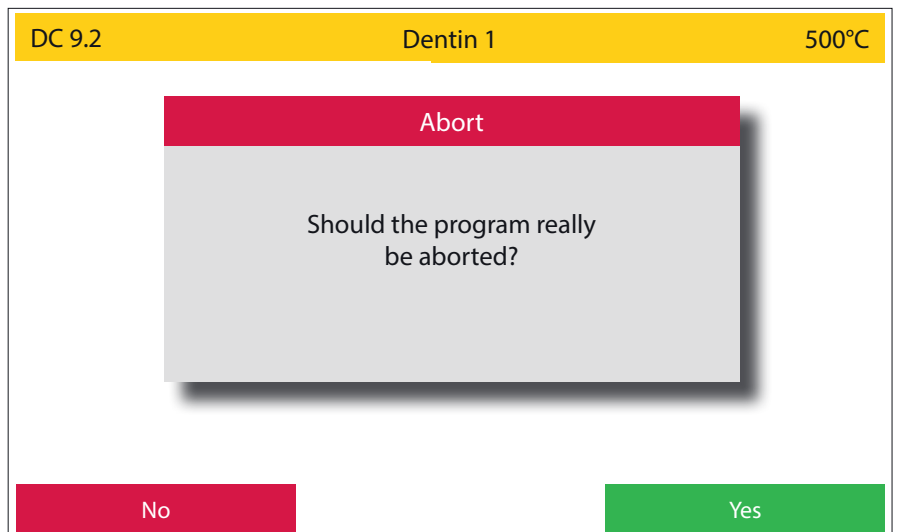 DC 9.2 Dentin 1 500°C
Abort
Should the program really
be aborted?
No Yes